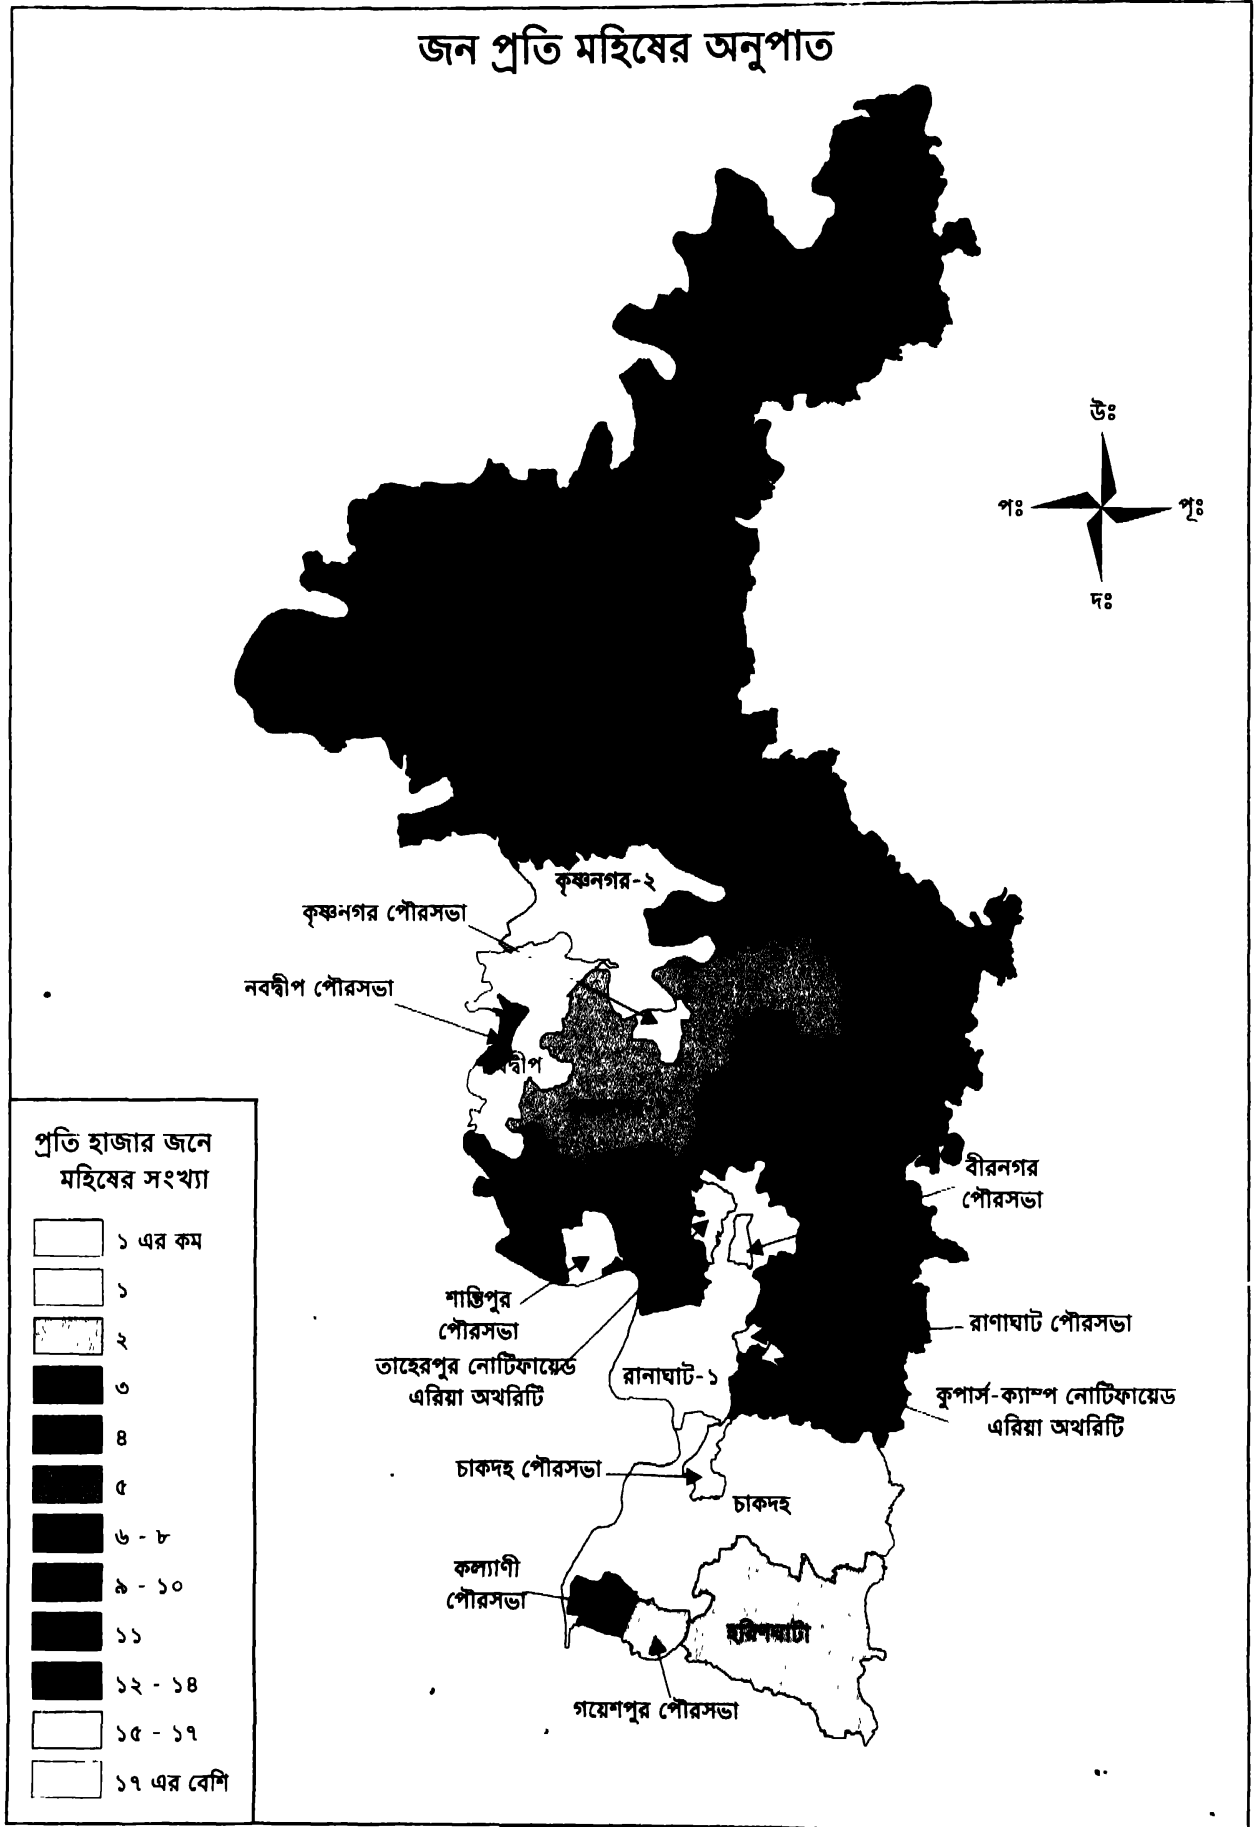 জন প্রতি মহিষের অনুপাত
উঃ
পঃ
পূঃ
দঃ
কৃষ্ণনগর-২
কৃষ্ণনগর পৌরসভা
নবদ্বীপ পৌরসভা
বীরনগর
পৌরসভা
শান্তিপুর
পৌরসভা
তাহেরপুর নোটিফায়েড
এরিয়া অথরিটি
রানাঘাট-১
রাণাঘাট পৌরসভা
কুপার্স-ক্যাম্প নোটিফায়েড
এরিয়া অথরিটি
চাকদহ পৌরসভা
চাকদহ
কল্যাণী
পৌরসভা
হরিণঘাটা
গয়েশপুর পৌরসভা
প্রতি হাজার জনে
মহিষের সংখ্যা
১ এর কম
১
২
৩
৪
৫
৬ - ৮
৯ - ১০
১১
১২ - ১৪
১৫ - ১৭
১৭ এর বেশি